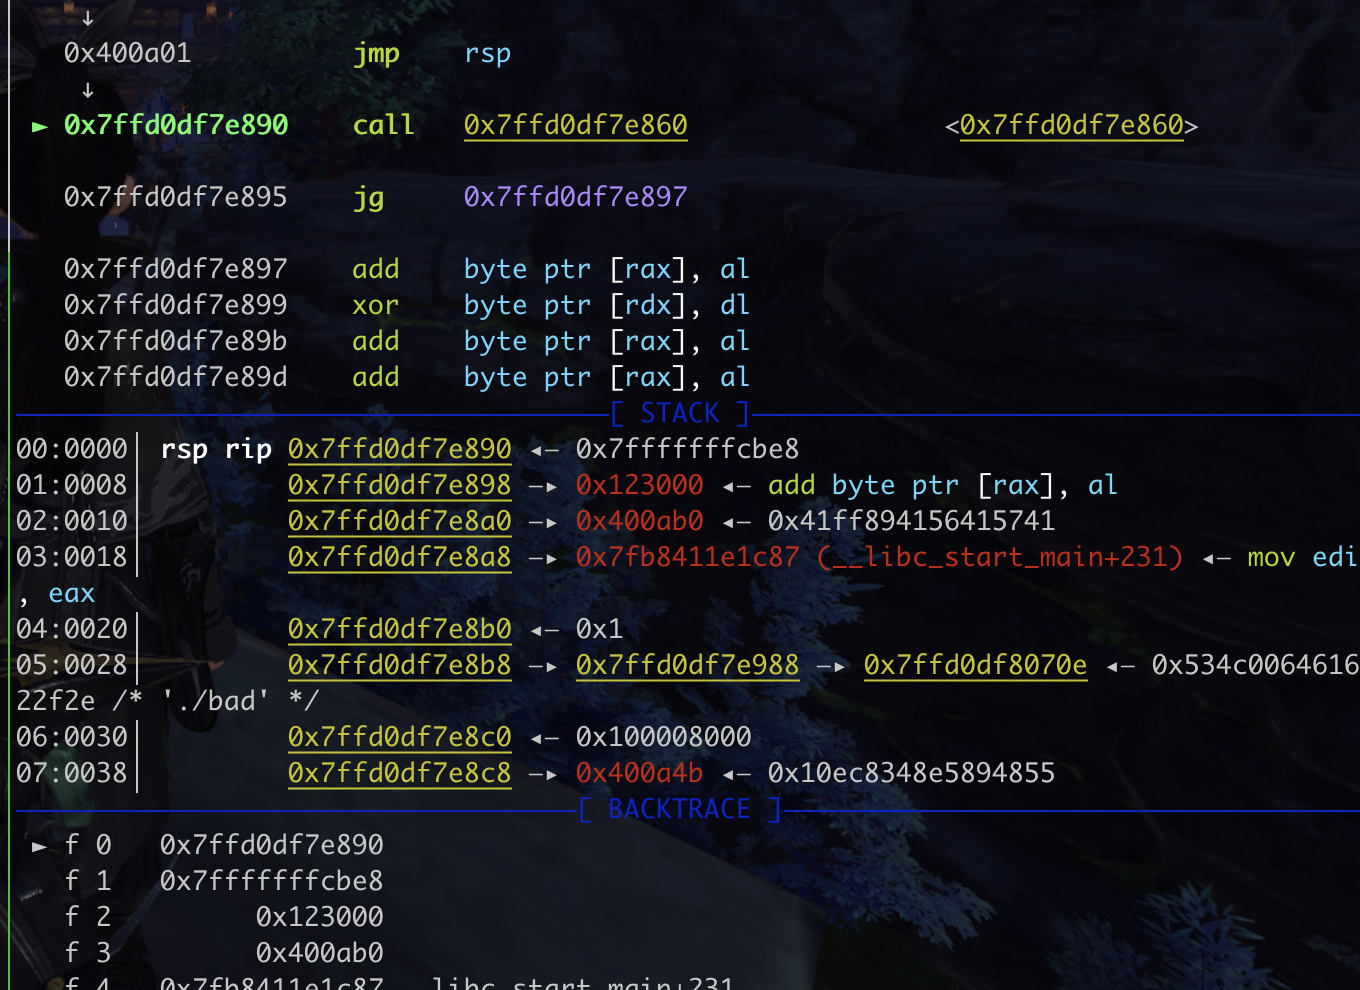 ↓
0x400a01 jmp rsp
↓
► 0x7ffd0df7e890 call 0x7ffd0df7e860 <0x7ffd0df7e860>
0x7ffd0df7e895 jg 0x7ffd0df7e897
0x7ffd0df7e897 add byte ptr [rax], al
0x7ffd0df7e899 xor byte ptr [rdx], dl
0x7ffd0df7e89b add byte ptr [rax], al
0x7ffd0df7e89d add byte ptr [rax], al
[ STACK ]
00:0000│ rsp rip 0x7ffd0df7e890 ◂— 0x7fffffffcbe8
01:0008│ 0x7ffd0df7e898 —▸ 0x123000 ◂— add byte ptr [rax], al
02:0010│ 0x7ffd0df7e8a0 —▸ 0x400ab0 ◂— 0x41ff894156415741
03:0018│ 0x7ffd0df7e8a8 —▸ 0x7fb8411e1c87 (__libc_start_main+231) ◂— mov edi
, eax
04:0020│ 0x7ffd0df7e8b0 ◂— 0x1
05:0028│ 0x7ffd0df7e8b8 —▸ 0x7ffd0df7e988 —▸ 0x7ffd0df8070e ◂— 0x534c0064616
22f2e /* './bad' */
06:0030│ 0x7ffd0df7e8c0 ◂— 0x100008000
07:0038│ 0x7ffd0df7e8c8 —▸ 0x400a4b ◂— 0x10ec8348e5894855
[ BACKTRACE ]
► f 0 0x7ffd0df7e890
f 1 0x7fffffffcbe8
f 2 0x123000
f 3 0x400ab0
f 4 0x7fb8411e1c87 __libc_start_main+231